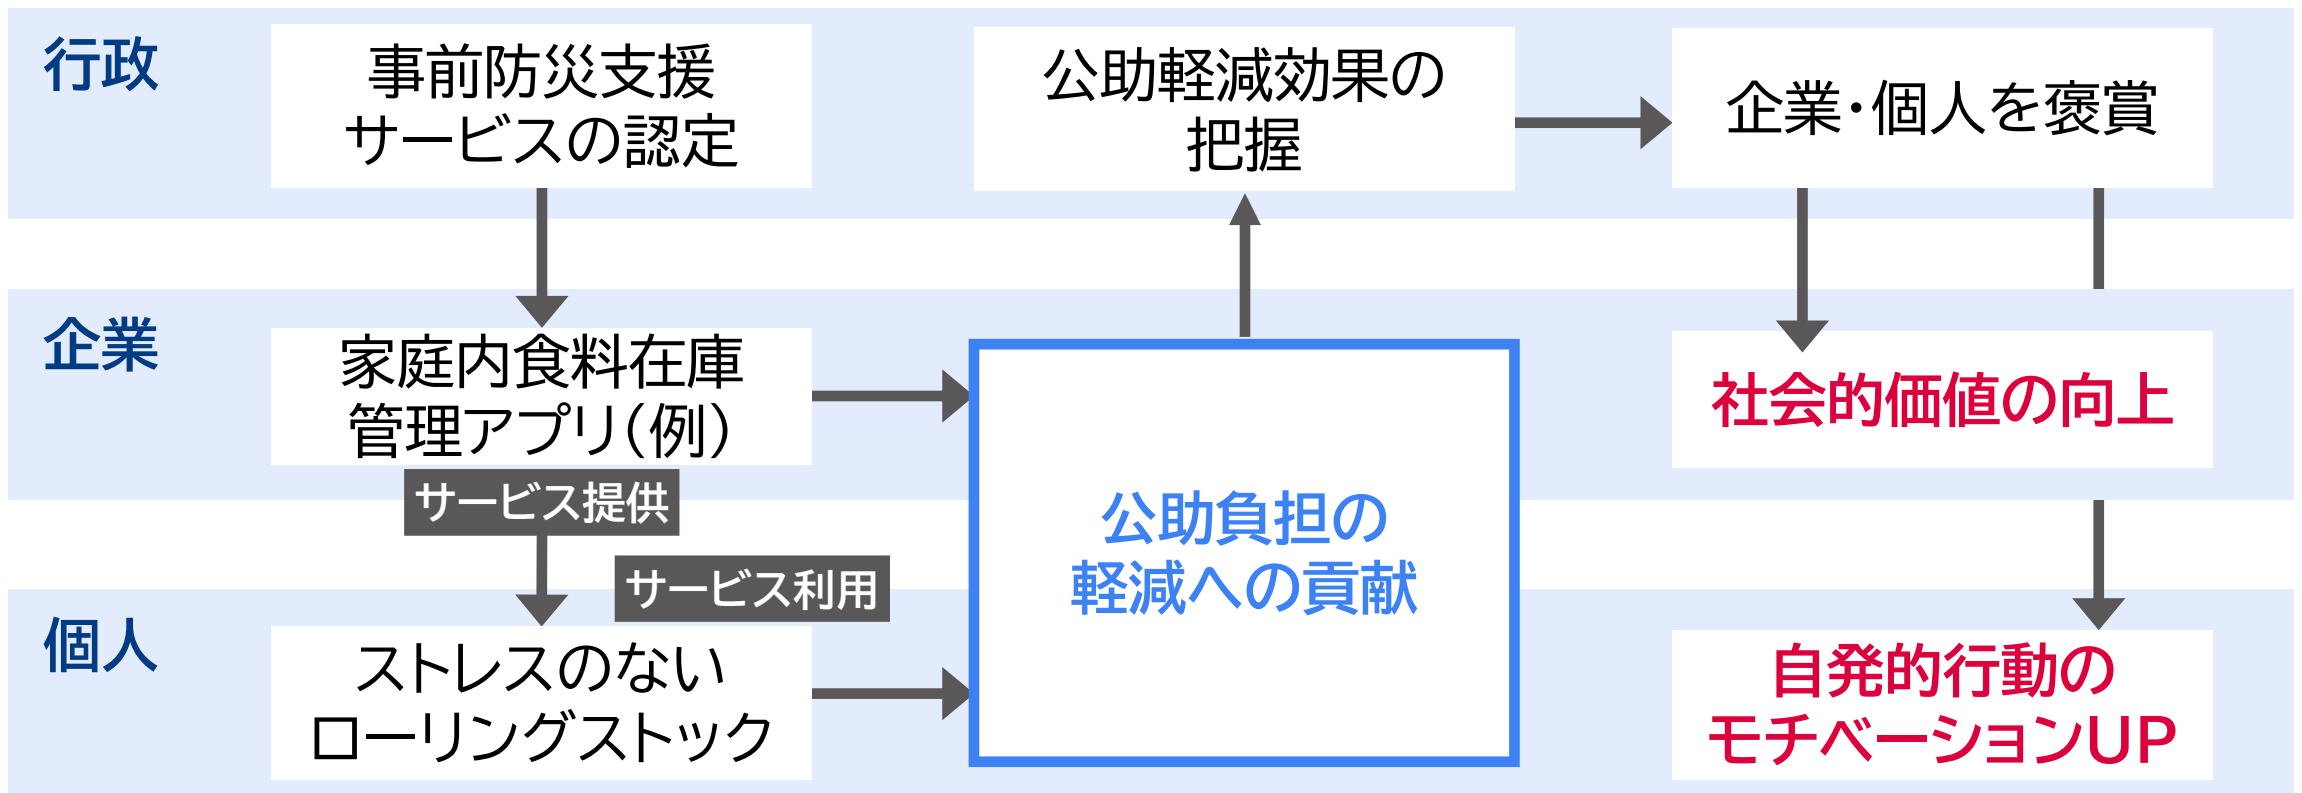 行政
事前防災支援
サービスの認定
公助軽減効果の
把握
企業・個人を褒賞
企業
家庭内食料在庫
管理アプリ(例)
サービス提供
サービス利用
公助負担の
軽減への貢献
社会的価値の向上
個人
ストレスのない
ローリングストック
自発的行動の
モチベーションUP